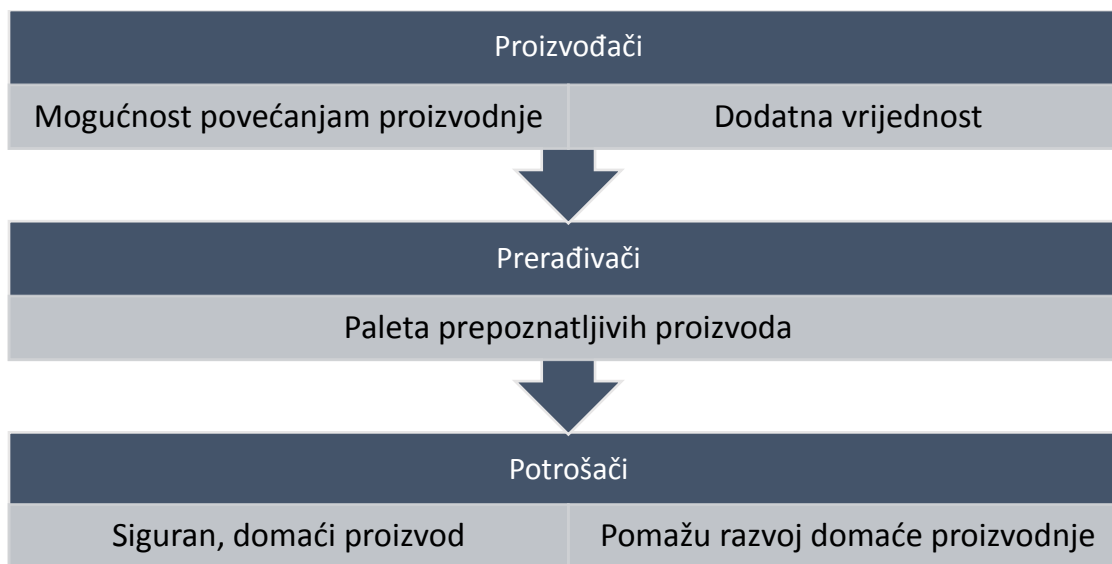 Proizvođači
Mogućnost povećanjam proizvodnje
Dodatna vrijednost
Prerađivači
Paleta prepoznatljivih proizvoda
Potrošači
Siguran, domaći proizvod
Pomažu razvoj domaće proizvodnje